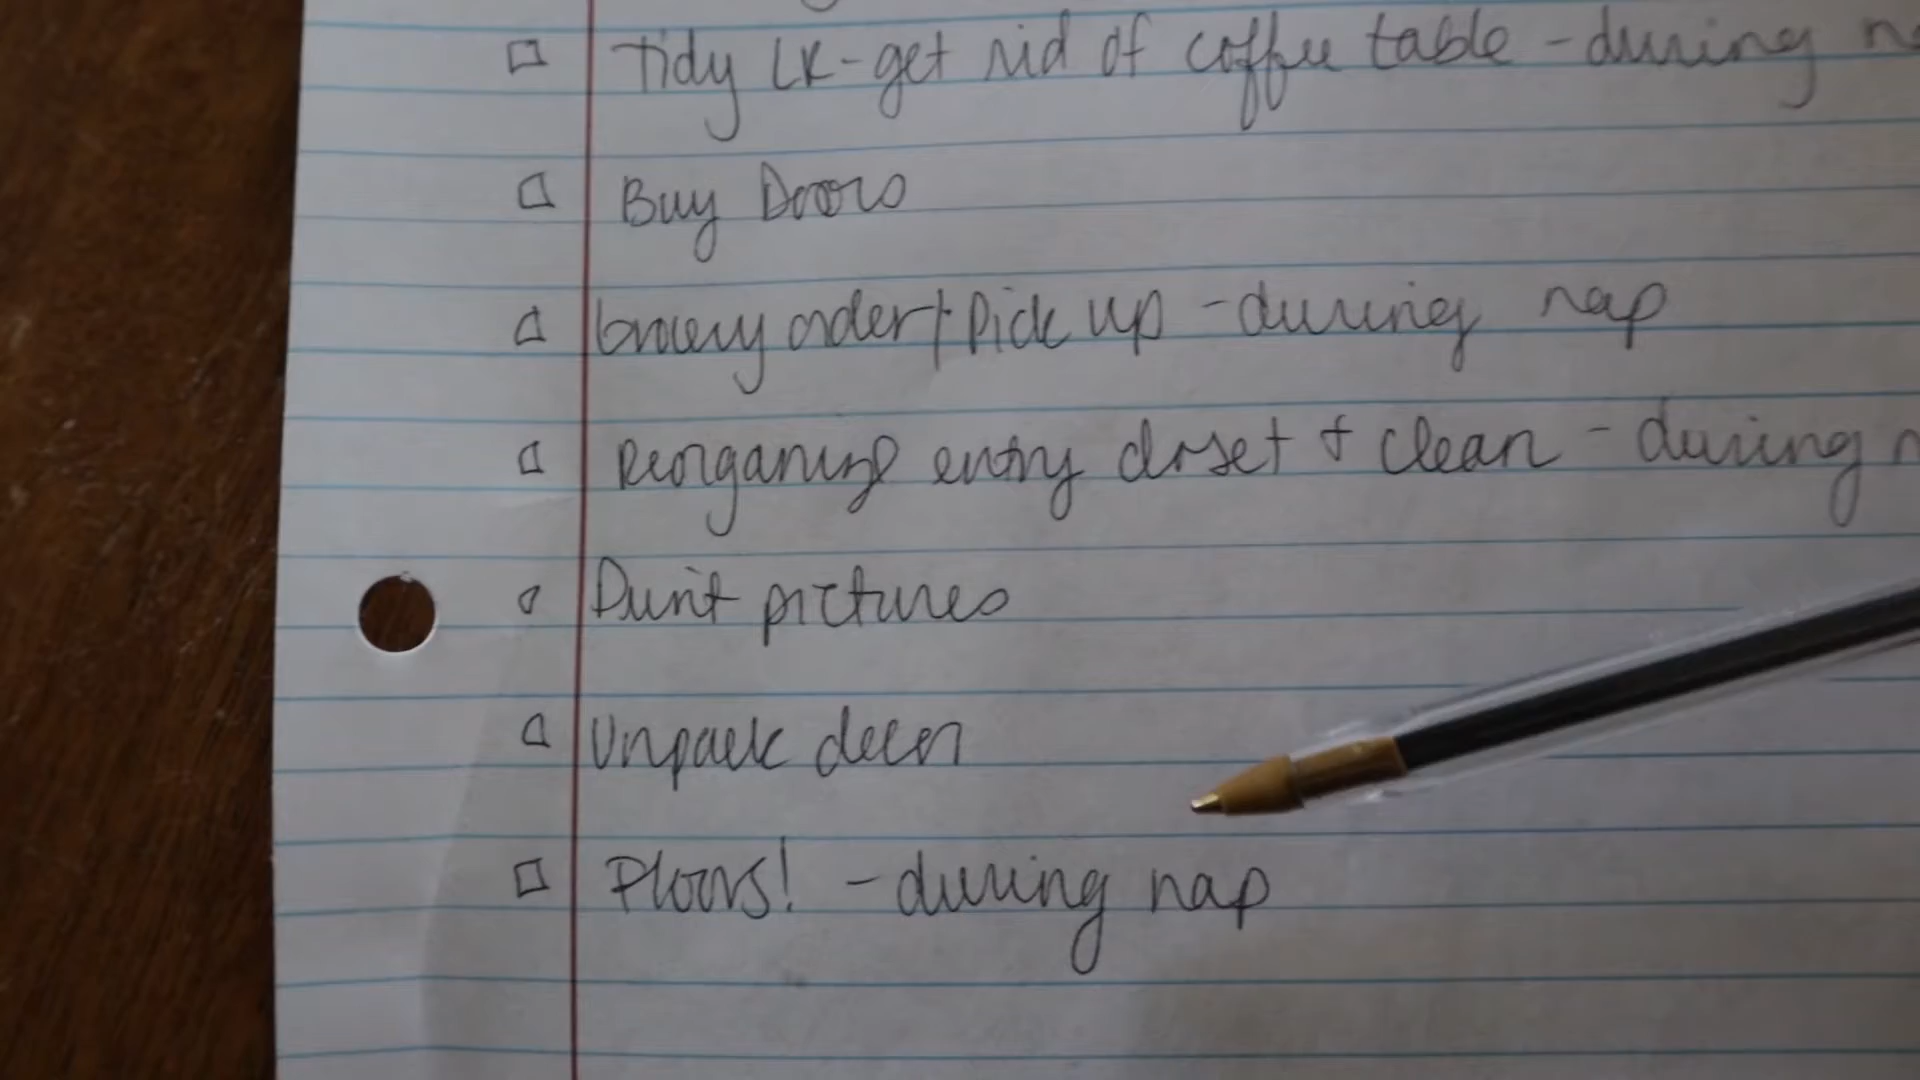 Tidy LR - get rid of coffee table - during
Buy Doors
Grocery order + Pick up - during nap
Reorganize entry closet + clean - during
Print pictures
Unpack decor
Floors! - during nap